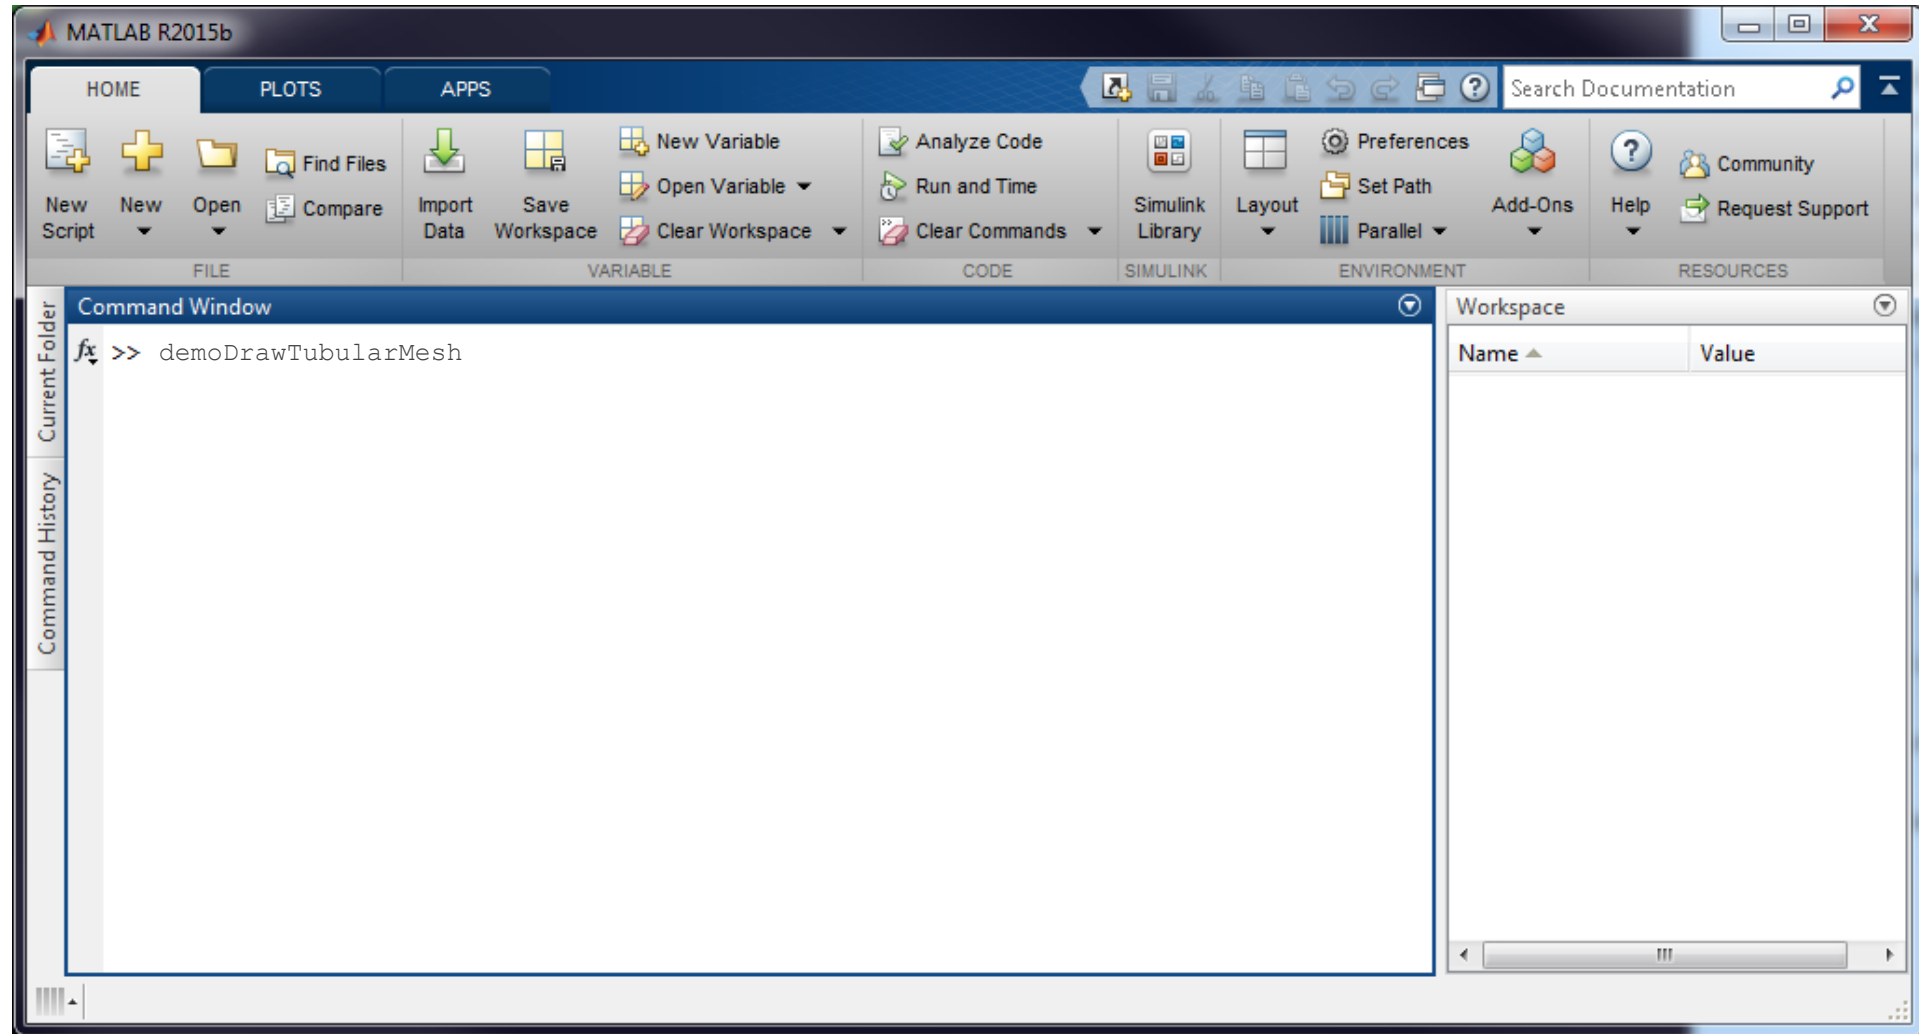 MATLAB R2015b
HOME PLOTS APPS Search Documentation
New Script
New
Open
Find Files
Compare
FILE
Import Data
Save Workspace
New Variable
Open Variable
Clear Workspace
VARIABLE
Analyze Code
Run and Time
Clear Commands
CODE
Simulink Library
SIMULINK
Layout
Preferences
Set Path
Parallel
Add-Ons
ENVIRONMENT
Help
Community
Request Support
RESOURCES
Current Folder
Command History
Command Window
fx >> demoDrawTubularMesh
Workspace
Name Value